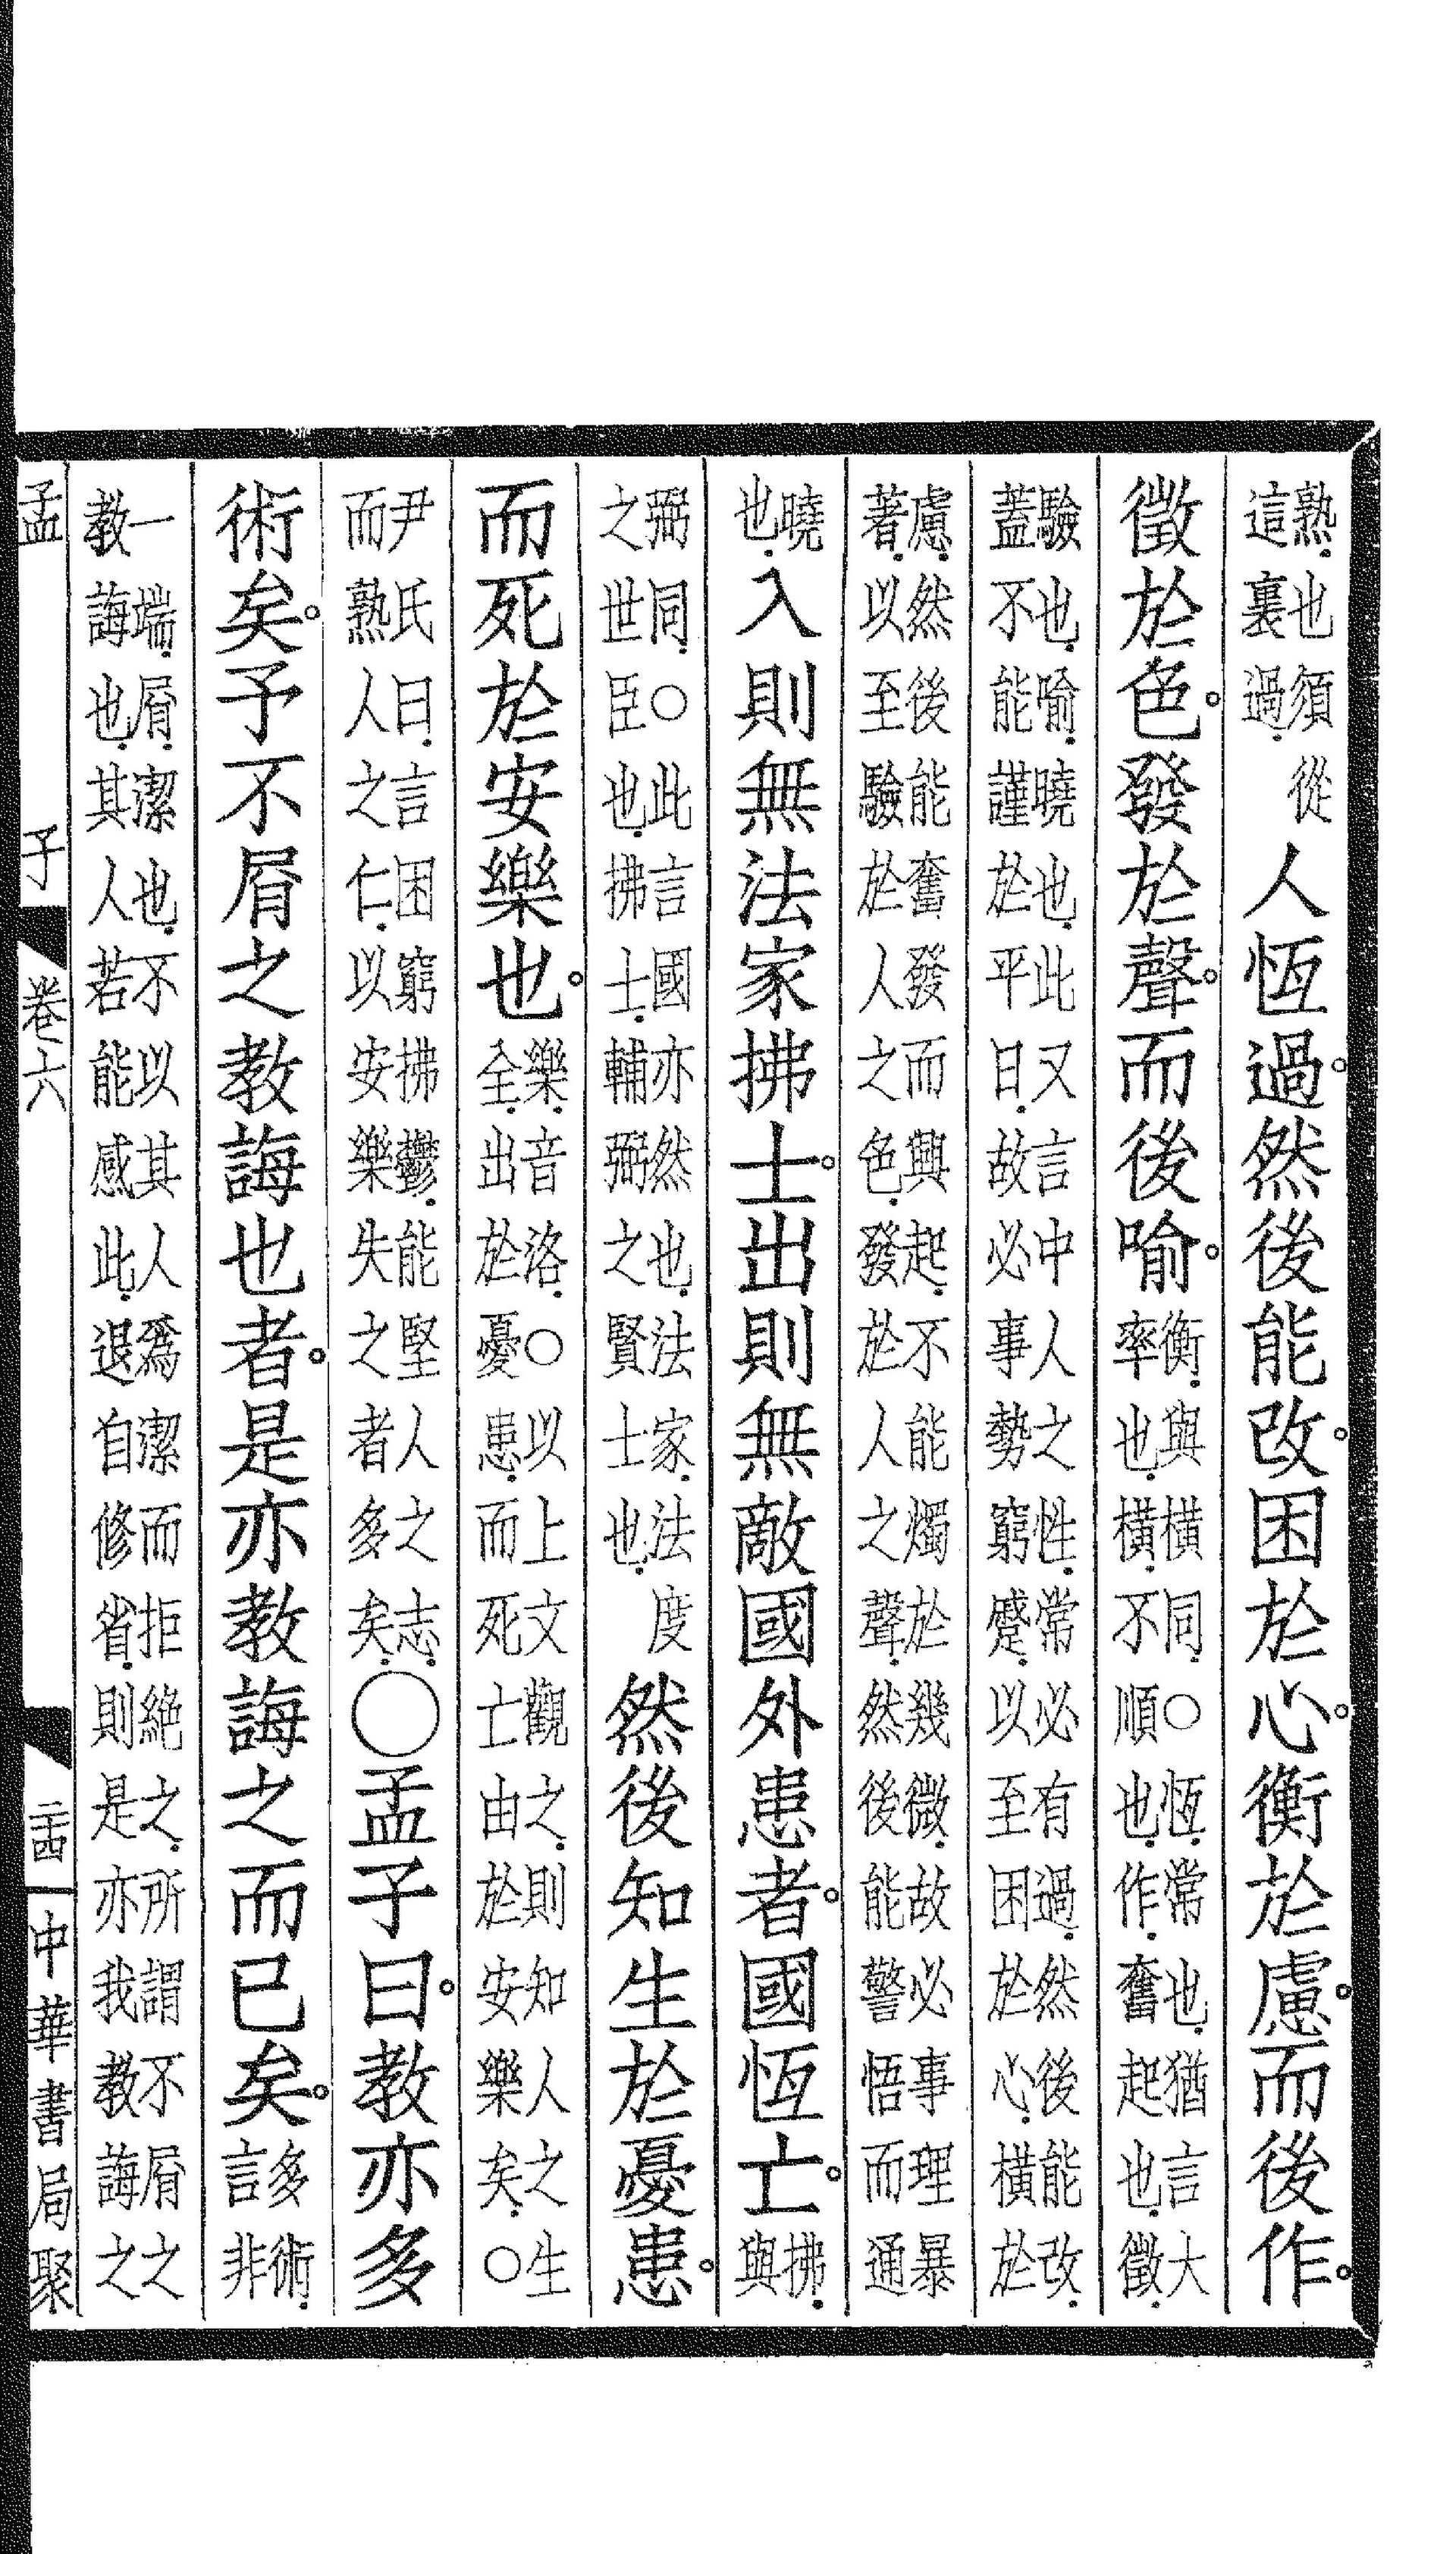 熟也須從這裏過人恆過然後能改困於心衡於慮而後作
徵於色發於聲而後喻衡與橫同○恆常也猶言大率也橫不順也作奮起也徵
驗也喻曉也此又言中人之性常必有過然後能改蓋不能謹於平日故必事勢窮蹙以至困於心橫於
慮然後能奮發而興起不能燭於幾微故必事理暴著以至驗於人之色發於人之聲然後能警悟而通
曉也入則無法家拂士出則無敵國外患者國恆亡拂與
弼同○此言國亦然也法家法度之世臣也拂士輔弼之賢士也然後知生於憂患
而死於安樂也樂音洛○以上文觀之則知人之生全出於憂患而死亡由於安樂矣○
尹氏曰言困窮拂鬱能堅人之志而熟人之仁以安樂失之者多矣○孟子曰教亦多
術矣予不屑之教誨也者是亦教誨之而已矣多術言非
一端屑潔也不以其人為潔而拒絕之所謂不屑之教誨也其人若能感此退自修省則是亦我教誨之
孟子 卷六 二十四 中華書局聚